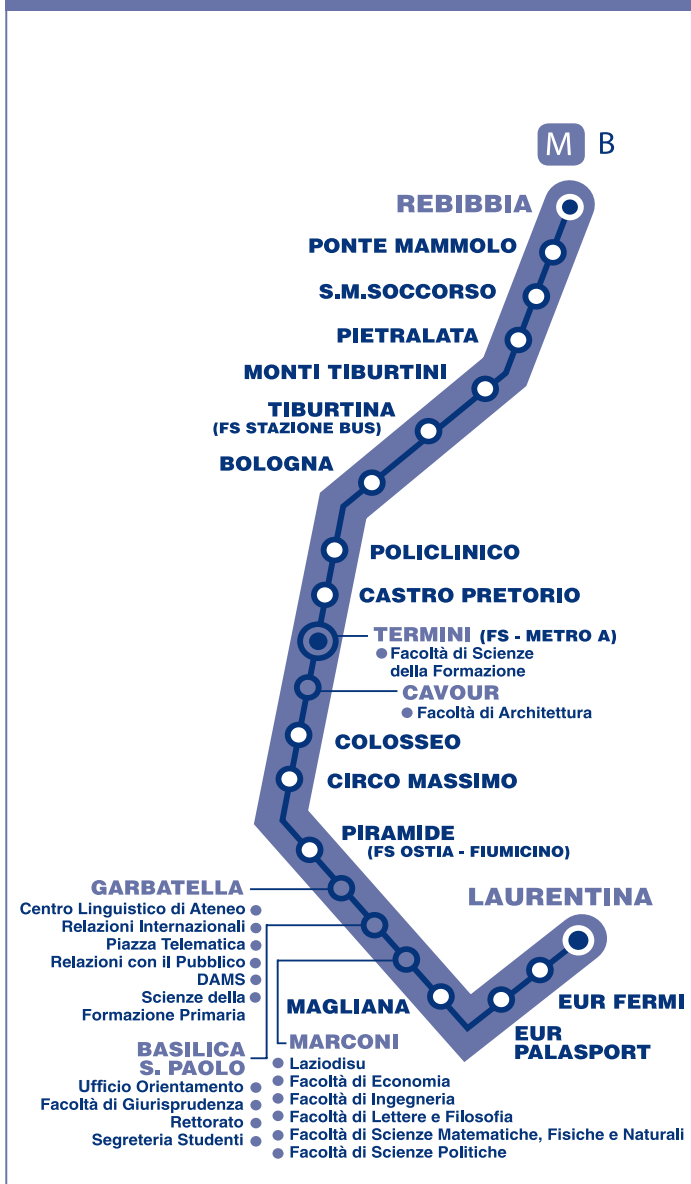 M B
REBIBBIA
PONTE MAMMOLO
S.M.SOCCORSO
PIETRALATA
MONTI TIBURTINI
TIBURTINA
(FS STAZIONE BUS)
BOLOGNA
POLICLINICO
CASTRO PRETORIO
TERMINI (FS - METRO A)
Facoltà di Scienze
della Formazione
CAVOUR
Facoltà di Architettura
COLOSSEO
CIRCO MASSIMO
PIRAMIDE
(FS OSTIA - FIUMICINO)
GARBATELLA
Centro Linguistico di Ateneo
Relazioni Internazionali
Piazza Telematica
Relazioni con il Pubblico
DAMS
Scienze della
Formazione Primaria
BASILICA
S. PAOLO
Ufficio Orientamento
Facoltà di Giurisprudenza
Rettorato
Segreteria Studenti
MARCONI
Laziodisu
Facoltà di Economia
Facoltà di Ingegneria
Facoltà di Lettere e Filosofia
Facoltà di Scienze Matematiche, Fisiche e Naturali
Facoltà di Scienze Politiche
MAGLIANA
EUR
PALASPORT
EUR FERMI
LAURENTINA